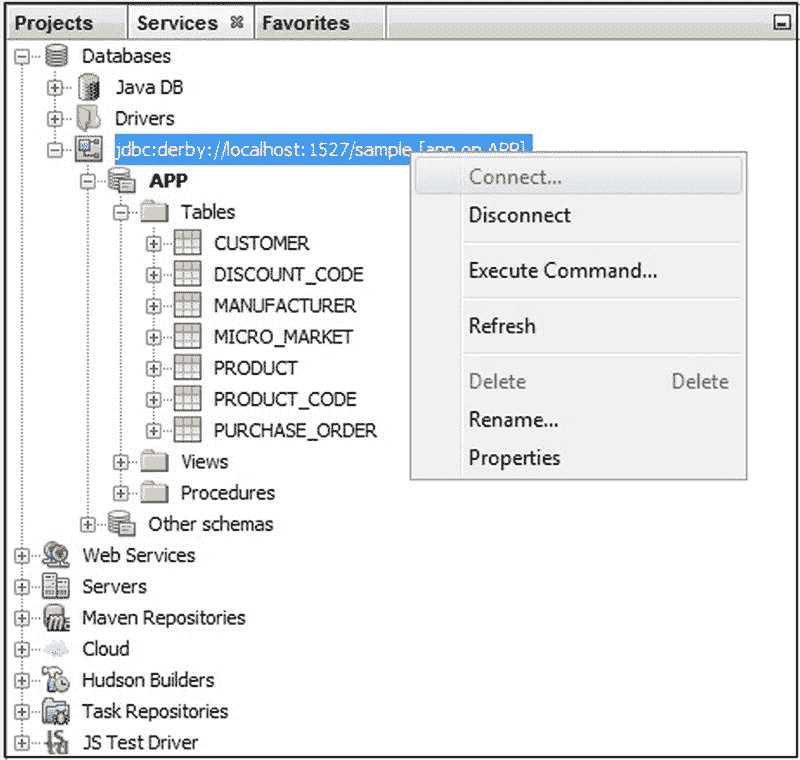 Projects Services Favorites
Databases
Java DB
Drivers
jdbc:derby://localhost:1527/sample [app on APP]
APP
Tables
CUSTOMER
DISCOUNT_CODE
MANUFACTURER
MICRO_MARKET
PRODUCT
PRODUCT_CODE
PURCHASE_ORDER
Views
Procedures
Other schemas
Web Services
Servers
Maven Repositories
Cloud
Hudson Builders
Task Repositories
JS Test Driver
Connect...
Disconnect
Execute Command...
Refresh
Delete Delete
Rename...
Properties